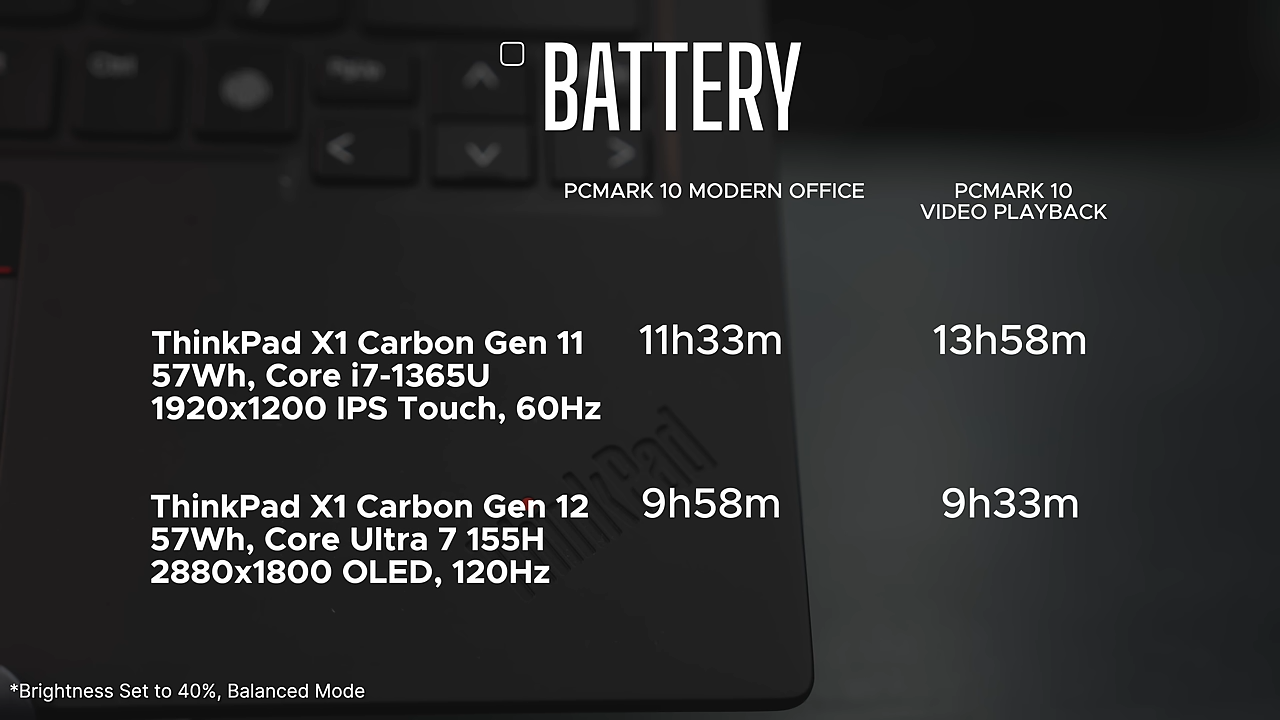 BATTERY
PCMARK 10 MODERN OFFICE
PCMARK 10
VIDEO PLAYBACK
ThinkPad X1 Carbon Gen 11
57Wh, Core i7-1365U
1920x1200 IPS Touch, 60Hz
11h33m
13h58m
ThinkPad X1 Carbon Gen 12
57Wh, Core Ultra 7 155H
2880x1800 OLED, 120Hz
9h58m
9h33m
ThinkPad
Ctrl
*Brightness Set to 40%, Balanced Mode